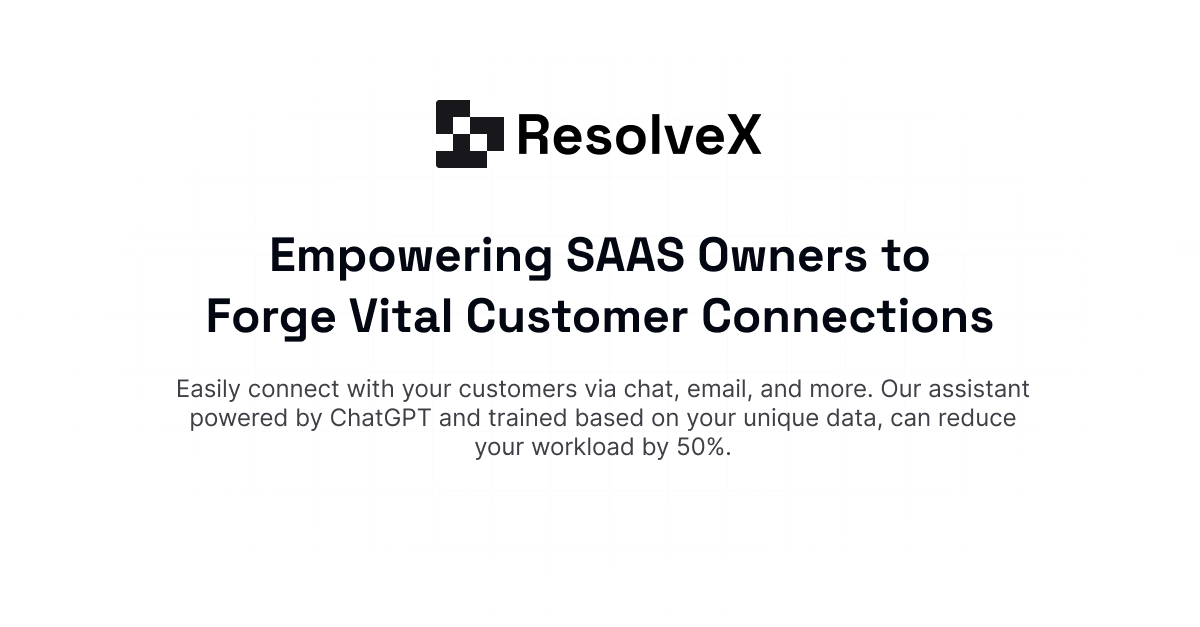 ResolveX
Empowering SAAS Owners to
Forge Vital Customer Connections
Easily connect with your customers via chat, email, and more. Our assistant
powered by ChatGPT and trained based on your unique data, can reduce
your workload by 50%.